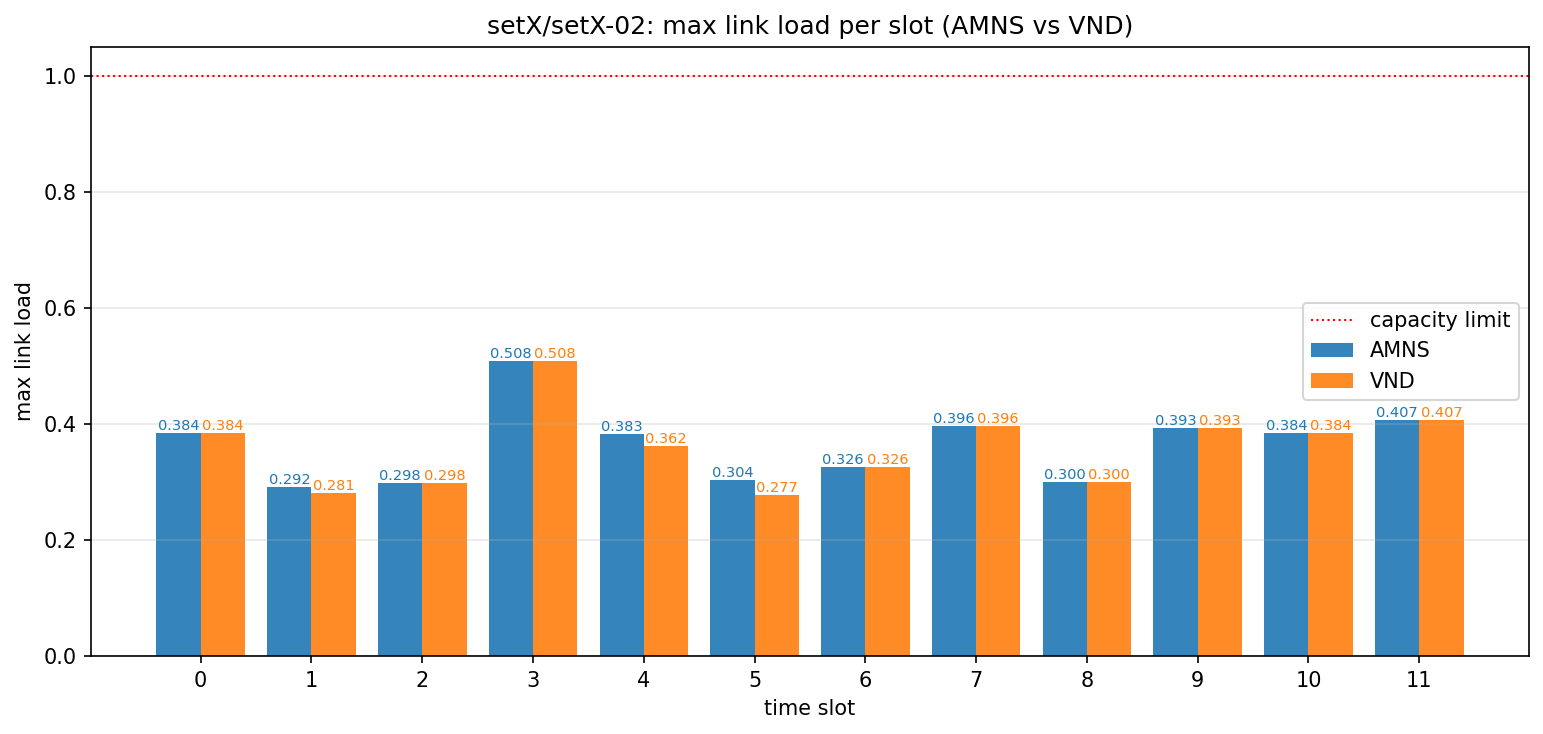 setX/setX-02: max link load per slot (AMNS vs VND)
max link load
1.0
0.8
0.6
0.4
0.2
0.0
capacity limit
AMNS
VND
0.384 0.384
0.292 0.281
0.298 0.298
0.508 0.508
0.383 0.362
0.304 0.277
0.326 0.326
0.396 0.396
0.300 0.300
0.393 0.393
0.384 0.384
0.407 0.407
0 1 2 3 4 5 6 7 8 9 10 11
time slot